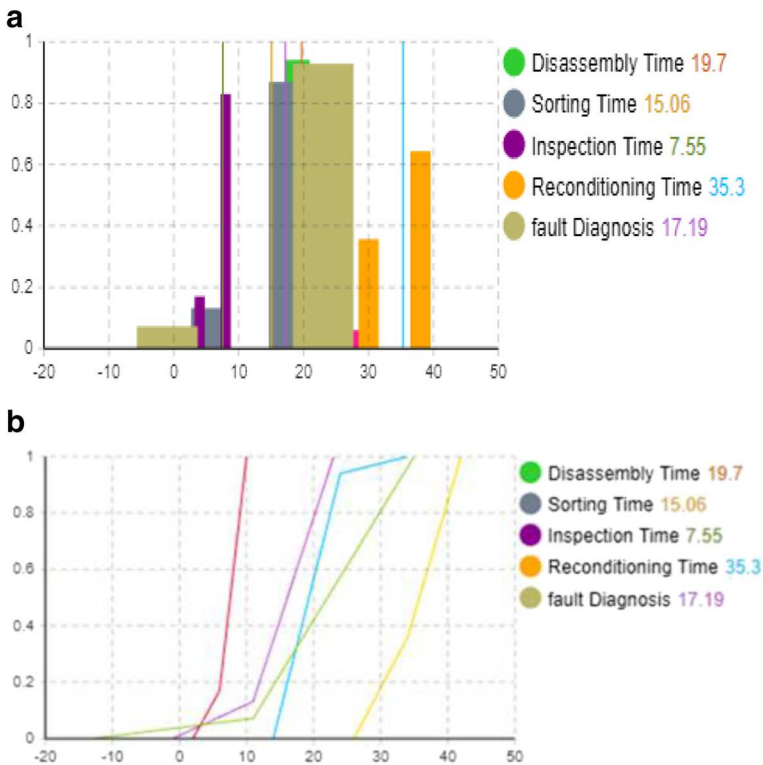 a
1
0.8
0.6
0.4
0.2
0
-20 -10 0 10 20 30 40 50
Disassembly Time 19.7
Sorting Time 15.06
Inspection Time 7.55
Reconditioning Time 35.3
fault Diagnosis 17.19
b
1
0.8
0.6
0.4
0.2
0
-20 -10 0 10 20 30 40 50
Disassembly Time 19.7
Sorting Time 15.06
Inspection Time 7.55
Reconditioning Time 35.3
fault Diagnosis 17.19